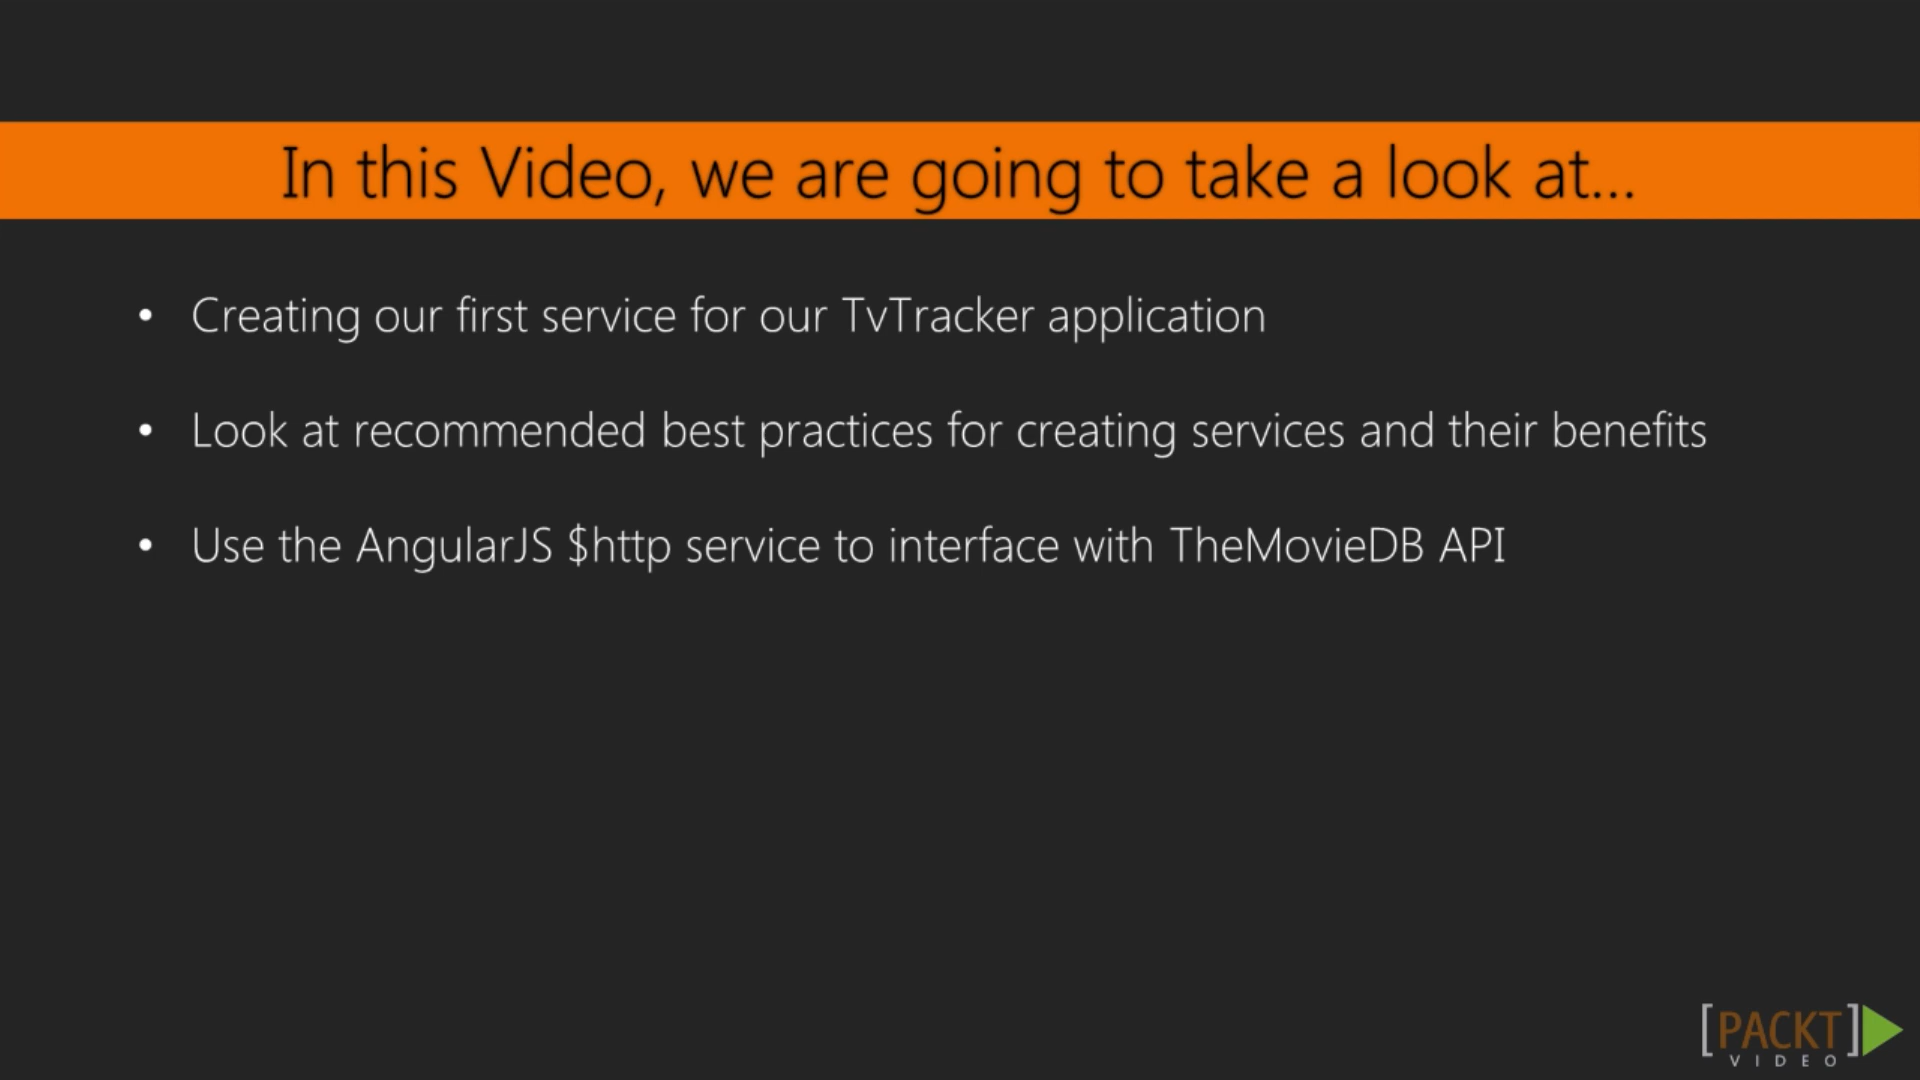 In this Video, we are going to take a look at...
• Creating our first service for our TvTracker application
• Look at recommended best practices for creating services and their benefits
• Use the AngularJS $http service to interface with TheMovieDB API
[PACKT]
VIDEO